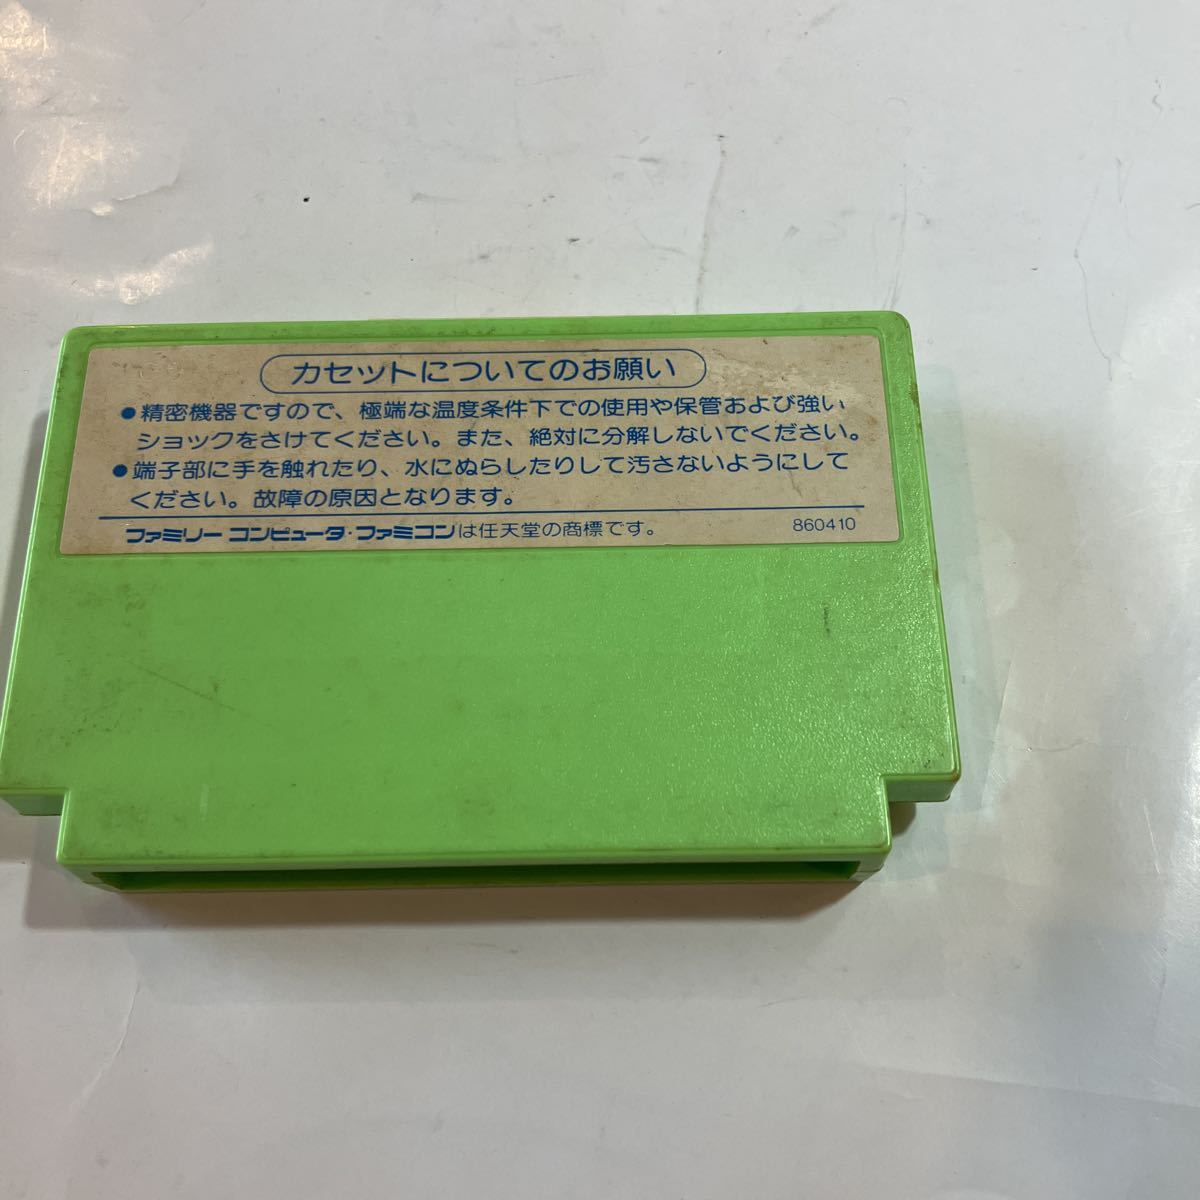 カセットについてのお願い
●精密機器ですので、極端な温度条件下での使用や保管および強い
ショックをさけてください。また、絶対に分解しないでください。
●端子部に手を触れたり、水にぬらしたりして汚さないようにして
ください。故障の原因となります。
ファミリー コンピュータ・ファミコンは任天堂の商標です。 860410